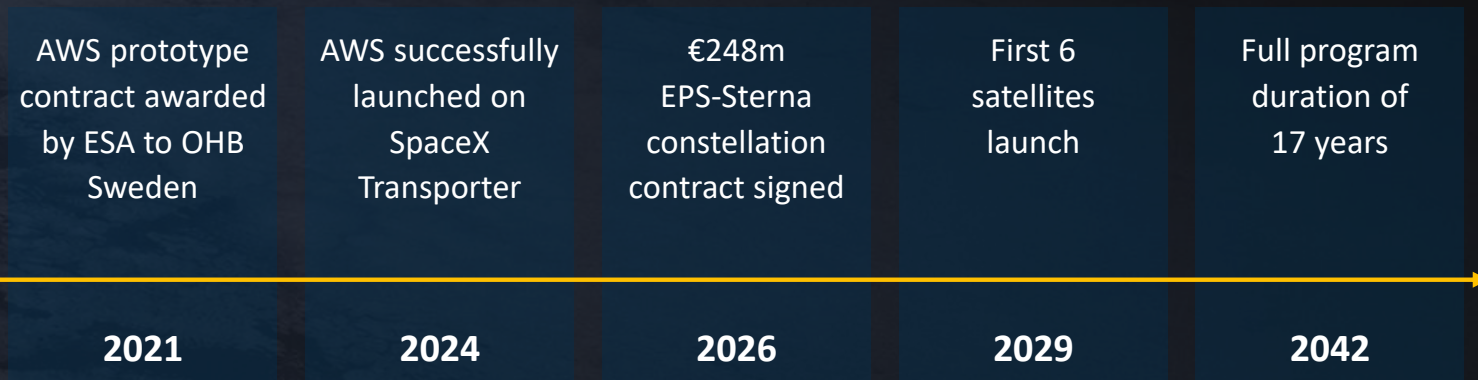 AWS prototype
contract awarded
by ESA to OHB
Sweden
AWS successfully
launched on
SpaceX
Transporter
€248m
EPS-Sterna
constellation
contract signed
First 6
satellites
launch
Full program
duration of
17 years
2021
2024
2026
2029
2042